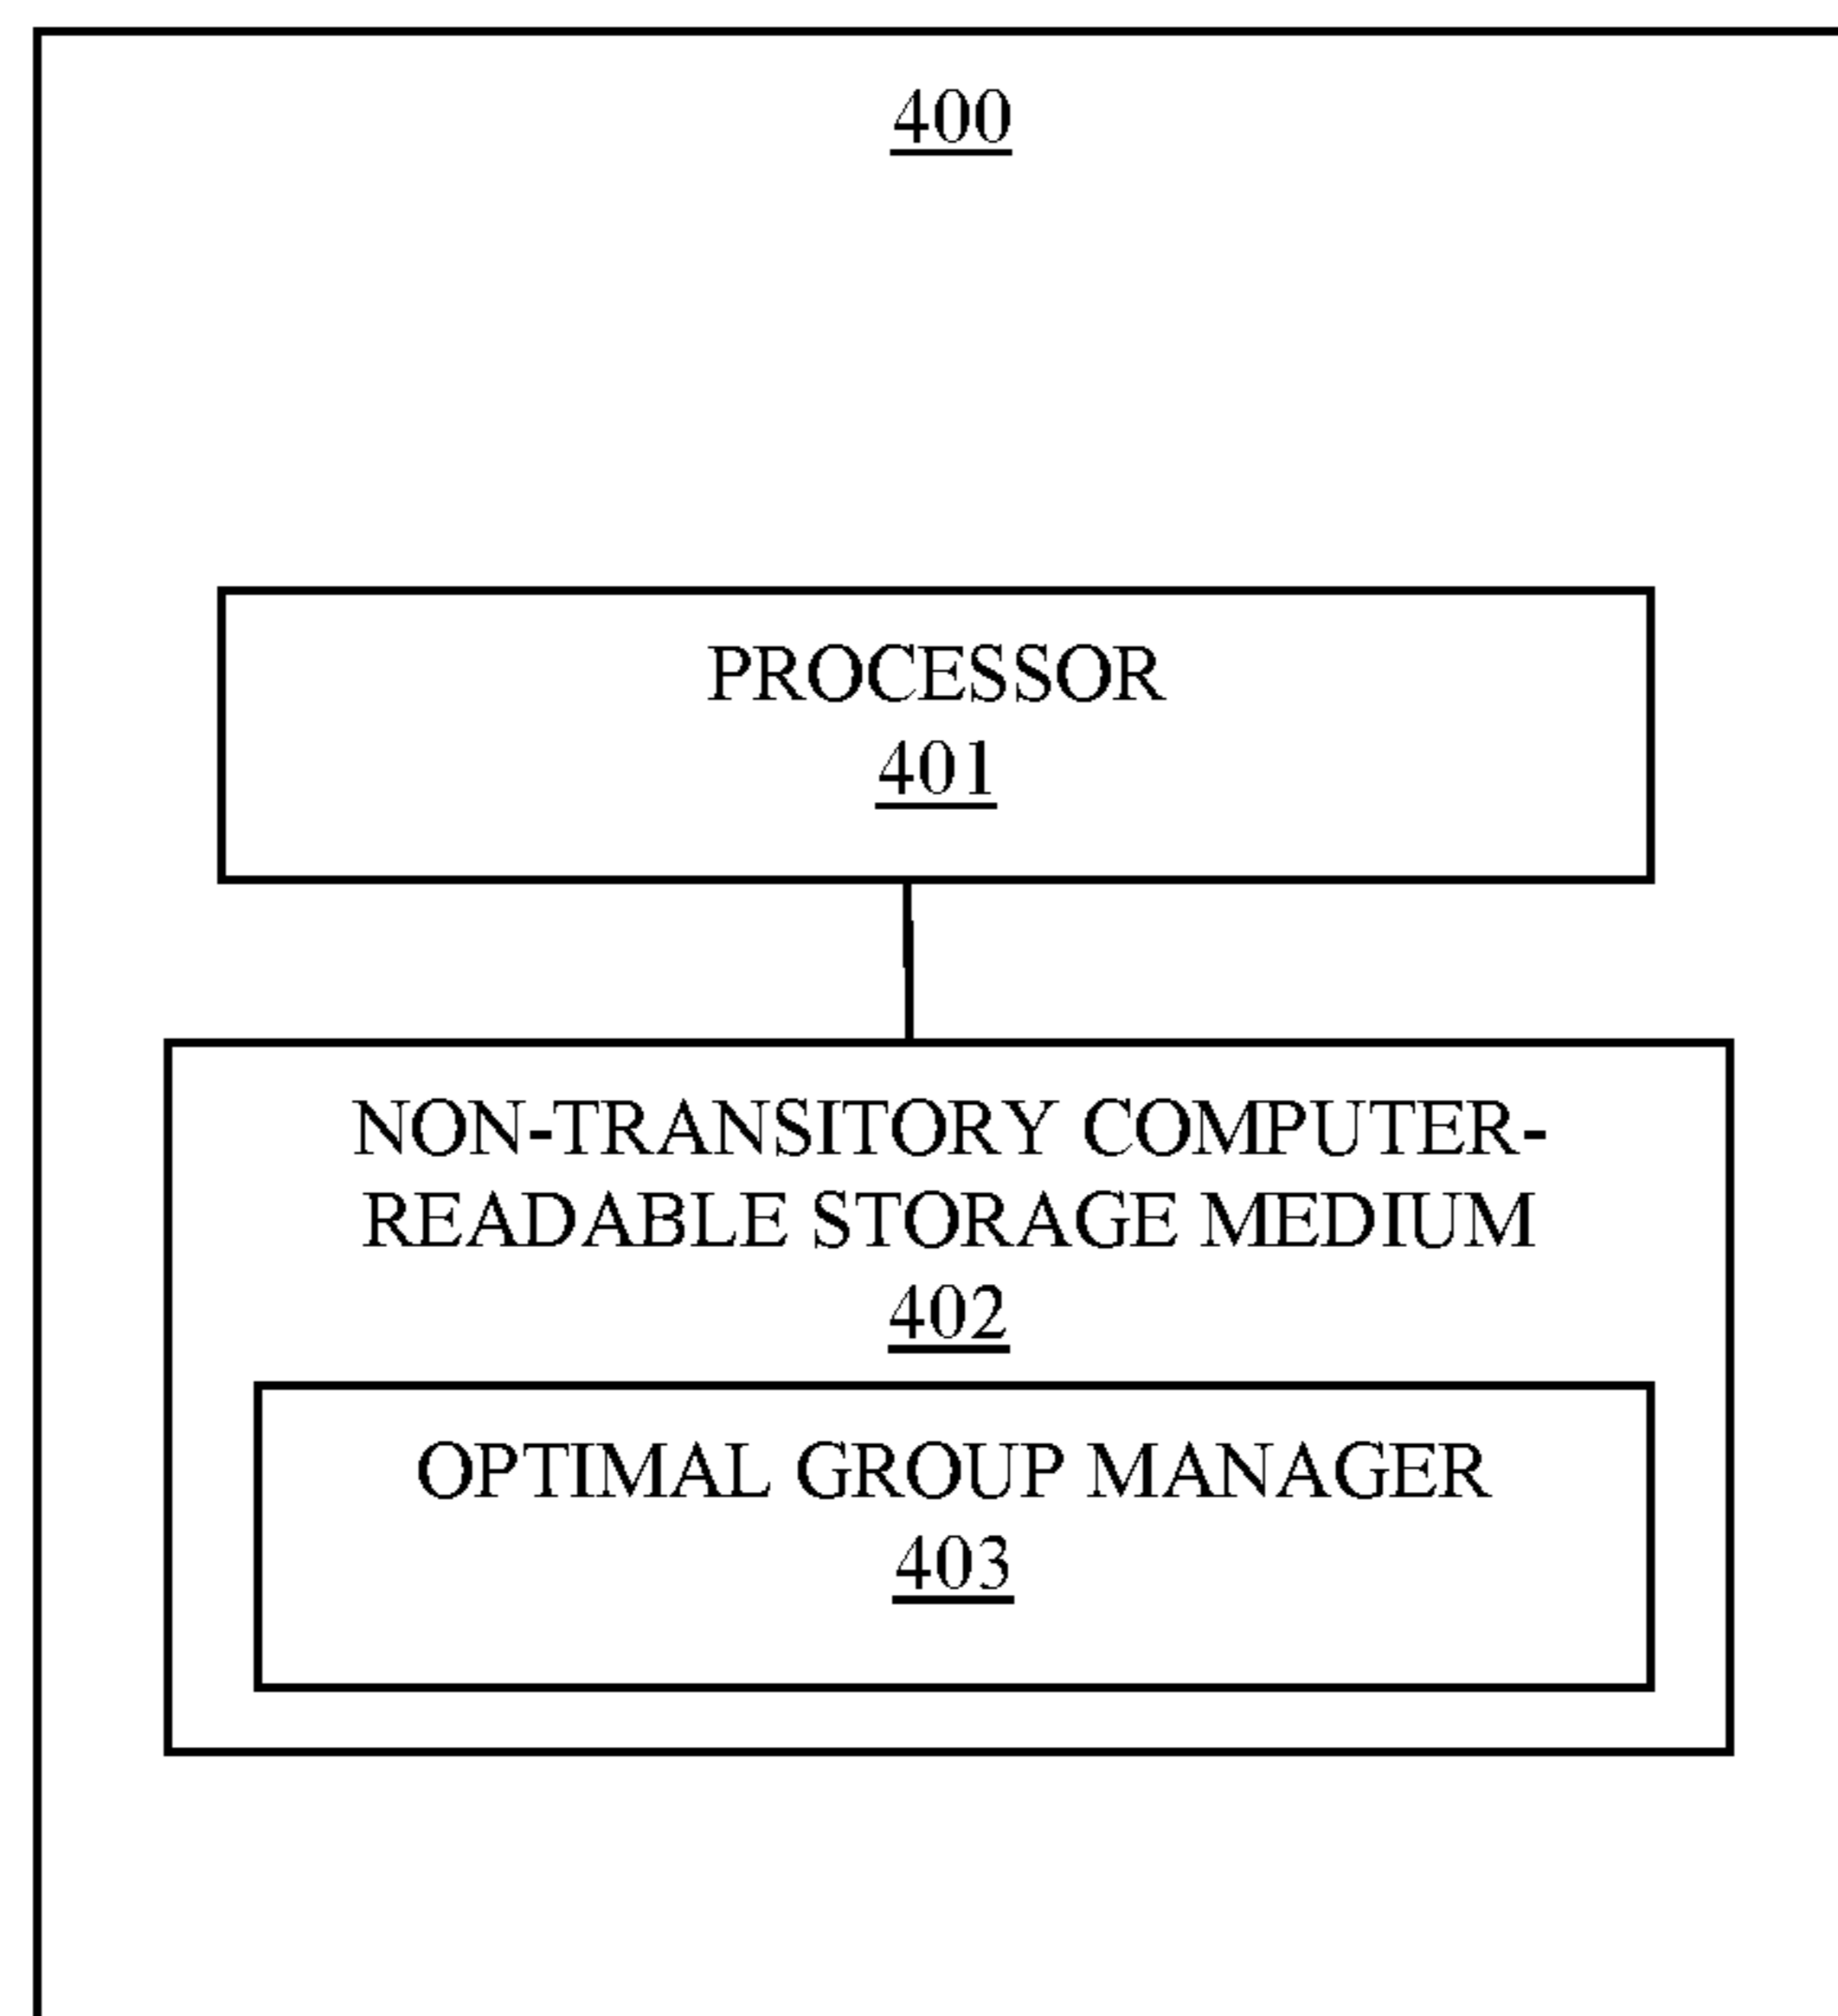 400
PROCESSOR
401
NON-TRANSITORY COMPUTER-
READABLE STORAGE MEDIUM
402
OPTIMAL GROUP MANAGER
403